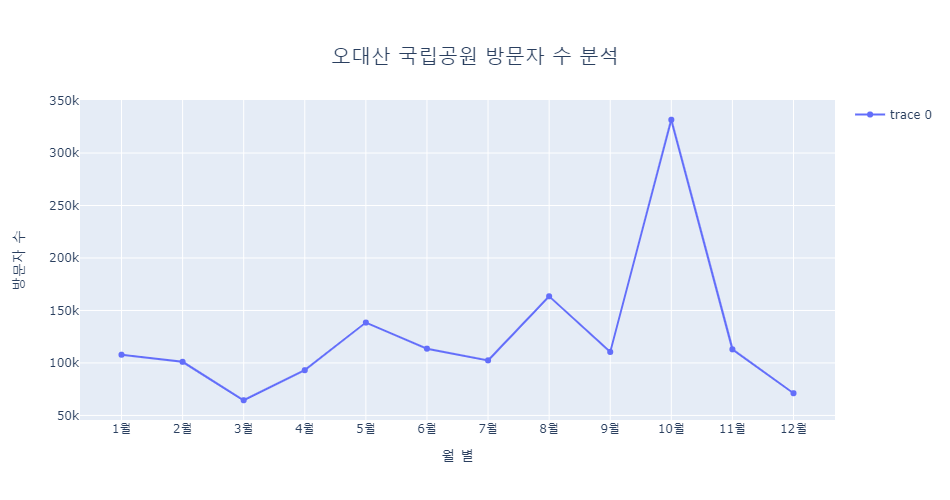 오대산 국립공원 방문자 수 분석
350k
300k
250k
200k
150k
100k
50k
방문자 수
1월 2월 3월 4월 5월 6월 7월 8월 9월 10월 11월 12월
월 별
trace 0